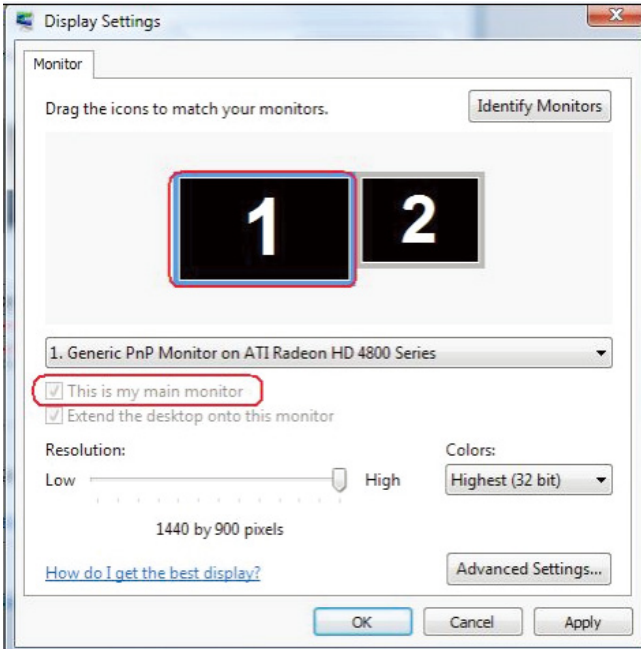 Display Settings
Monitor
Drag the icons to match your monitors.
Identify Monitors
1 2
1. Generic PnP Monitor on ATI Radeon HD 4800 Series
This is my main monitor
Extend the desktop onto this monitor
Resolution:
Colors:
Low High
Highest (32 bit)
1440 by 900 pixels
How do I get the best display?
Advanced Settings...
OK Cancel Apply